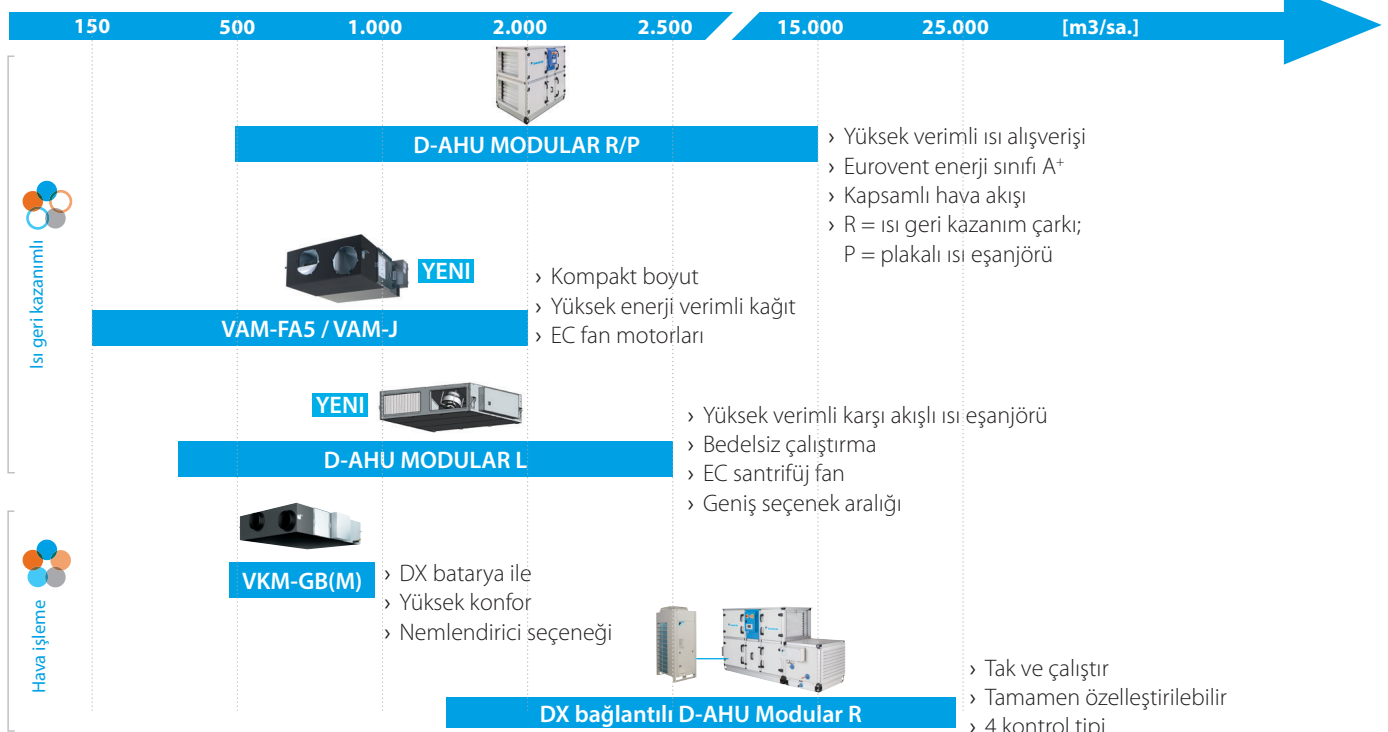 150 500 1.000 2.000 2.500 15.000 25.000 [m3/sa.]
Isı geri kazanımlı
D-AHU MODULAR R/P
› Yüksek verimli ısı alışverişi
› Eurovent enerji sınıfı A+
› Kapsamlı hava akışı
› R = ısı geri kazanım çarkı;
P = plakalı ısı eşanjörü
YENI
VAM-FA5 / VAM-J
› Kompakt boyut
› Yüksek enerji verimli kağıt
› EC fan motorları
YENI
D-AHU MODULAR L
› Yüksek verimli karşı akışlı ısı eşanjörü
› Bedelsiz çalıştırma
› EC santrifüj fan
› Geniş seçenek aralığı
Hava işleme
VKM-GB(M)
› DX batarya ile
› Yüksek konfor
› Nemlendirici seçeneği
DX bağlantılı D-AHU Modular R
› Tak ve çalıştır
› Tamamen özelleştirilebilir
› 4 kontrol tipi